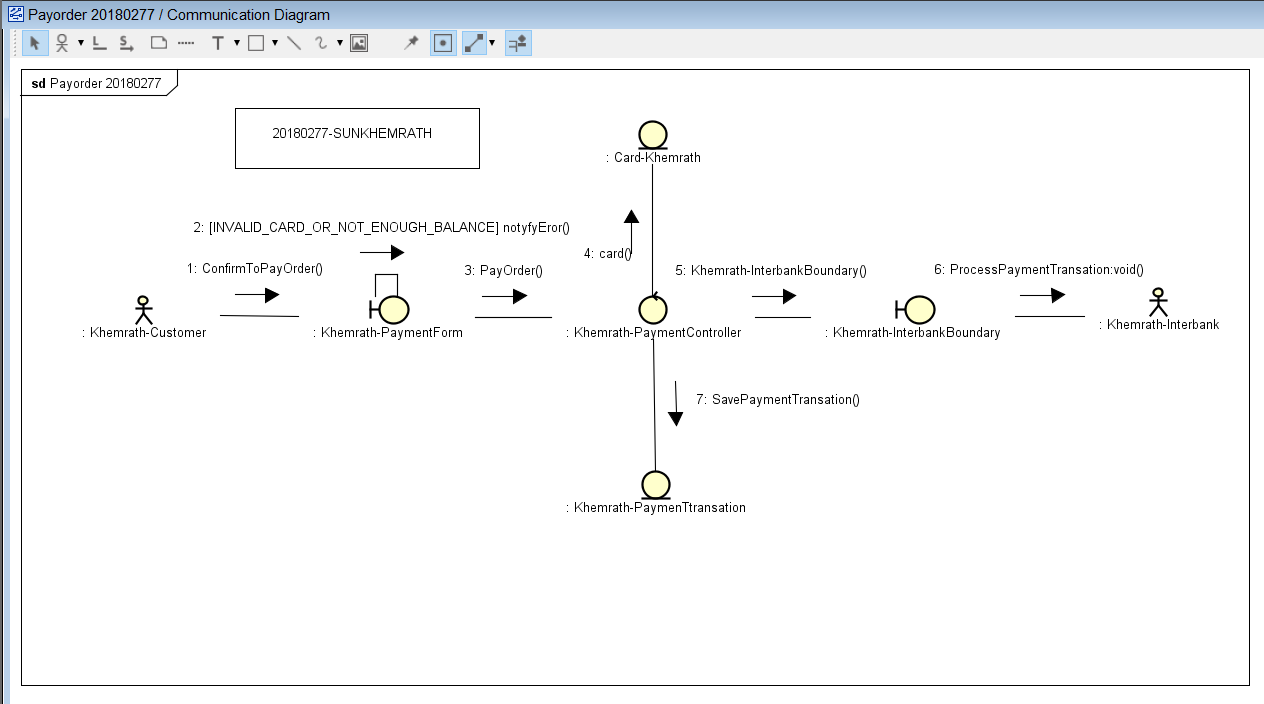 Payorder 20180277 / Communication Diagram
S
T
sd Payorder 20180277
20180277-SUNKHEMRATH
: Card-Khemrath
2: [INVALID_CARD_OR_NOT_ENOUGH_BALANCE] notyfyEror()
4: card()
1: ConfirmToPayOrder()
3: PayOrder()
5: Khemrath-InterbankBoundary()
6: ProcessPaymentTransation:void()
: Khemrath-Customer
: Khemrath-PaymentForm
: Khemrath-PaymentController
: Khemrath-InterbankBoundary
: Khemrath-Interbank
7: SavePaymentTransation()
: Khemrath-PaymenTtransation